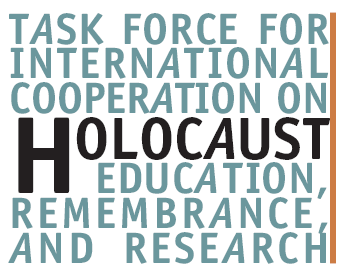 TASK FORCE FOR
INTERNATIONAL
COOPERATION ON
HOLOCAUST
EDUCATION,
REMEMBRANCE,
AND RESEARCH